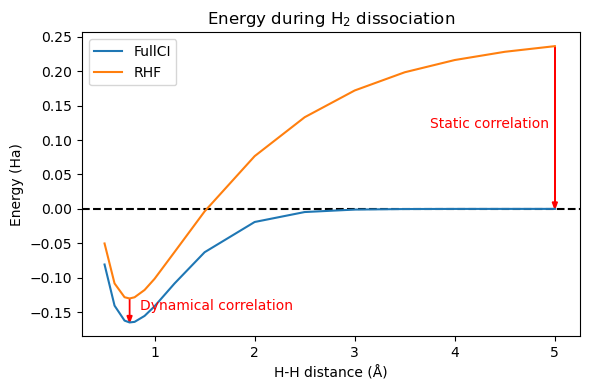 Energy during H₂ dissociation
FullCI
RHF
Static correlation
Dynamical correlation
Energy (Ha)
0.25
0.20
0.15
0.10
0.05
0.00
−0.05
−0.10
−0.15
1 2 3 4 5
H-H distance (Å)